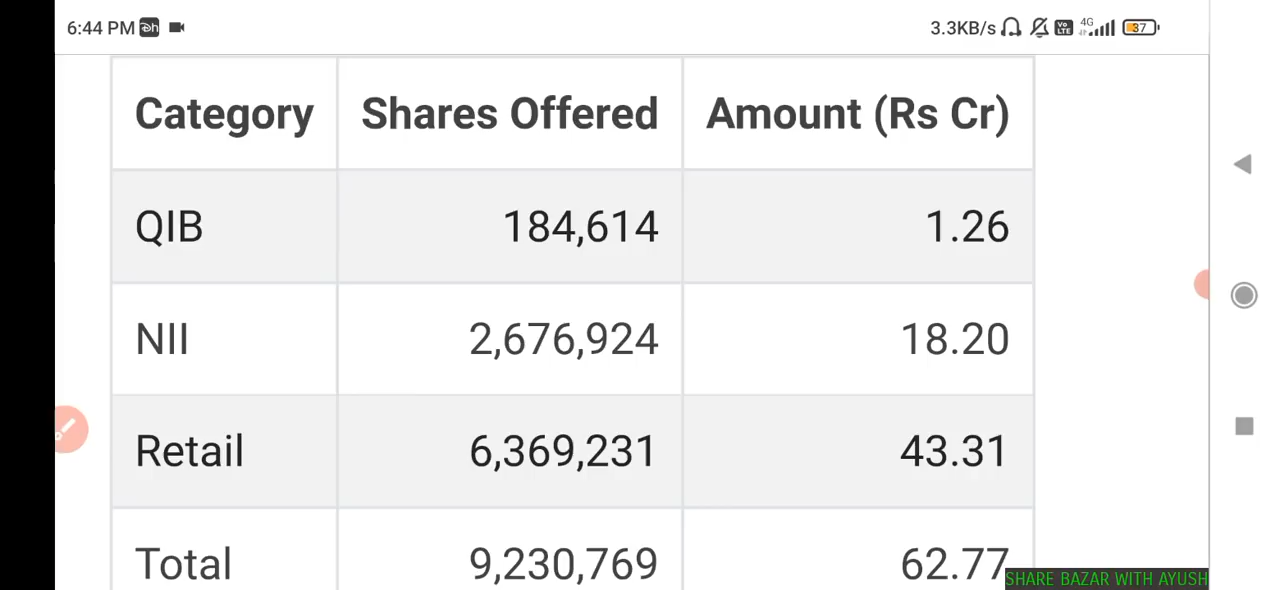 6:44 PM 3.3KB/s Vo LTE 4G 37
Category Shares Offered Amount (Rs Cr)
QIB 184,614 1.26
NII 2,676,924 18.20
Retail 6,369,231 43.31
Total 9,230,769 62.77
SHARE BAZAR WITH AYUSH